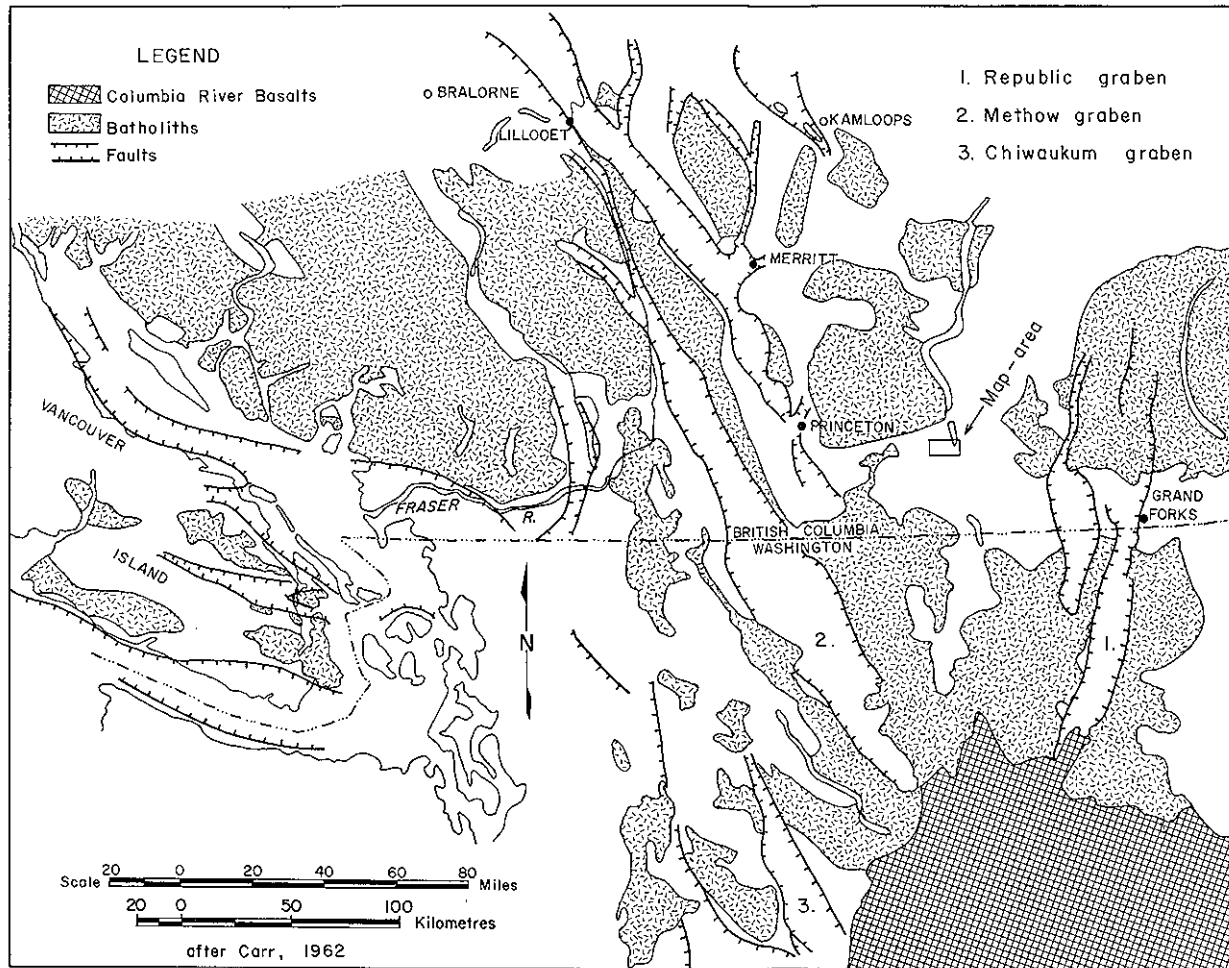 LEGEND
Columbia River Basalts
Batholiths
Faults
1. Republic graben
2. Methow graben
3. Chiwaukum graben
BRALORNE
LILLOOET
KAMLOOPS
MERRITT
Map-area
PRINCETON
VANCOUVER
ISLAND
FRASER R.
GRAND
FORKS
BRITISH COLUMBIA
WASHINGTON
N
2.
1.
3.
20 0 20 40 60 80
Scale Miles
20 0 50 100
Kilometres
after Carr, 1962